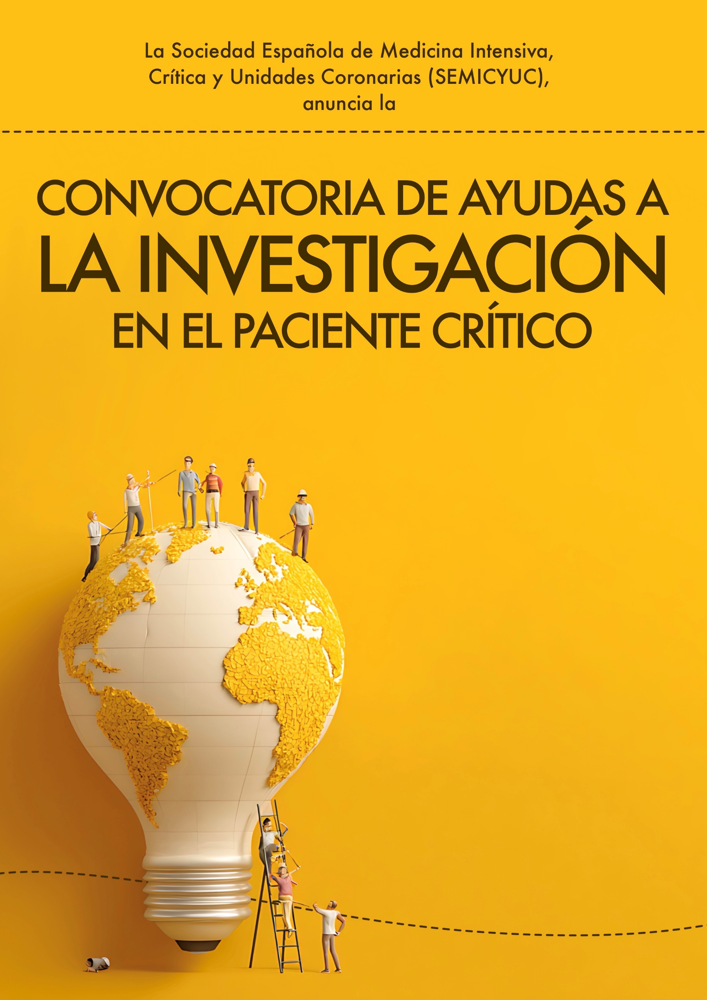 La Sociedad Española de Medicina Intensiva,
Crítica y Unidades Coronarias (SEMICYUC),
anuncia la
CONVOCATORIA DE AYUDAS A
LA INVESTIGACIÓN
EN EL PACIENTE CRÍTICO